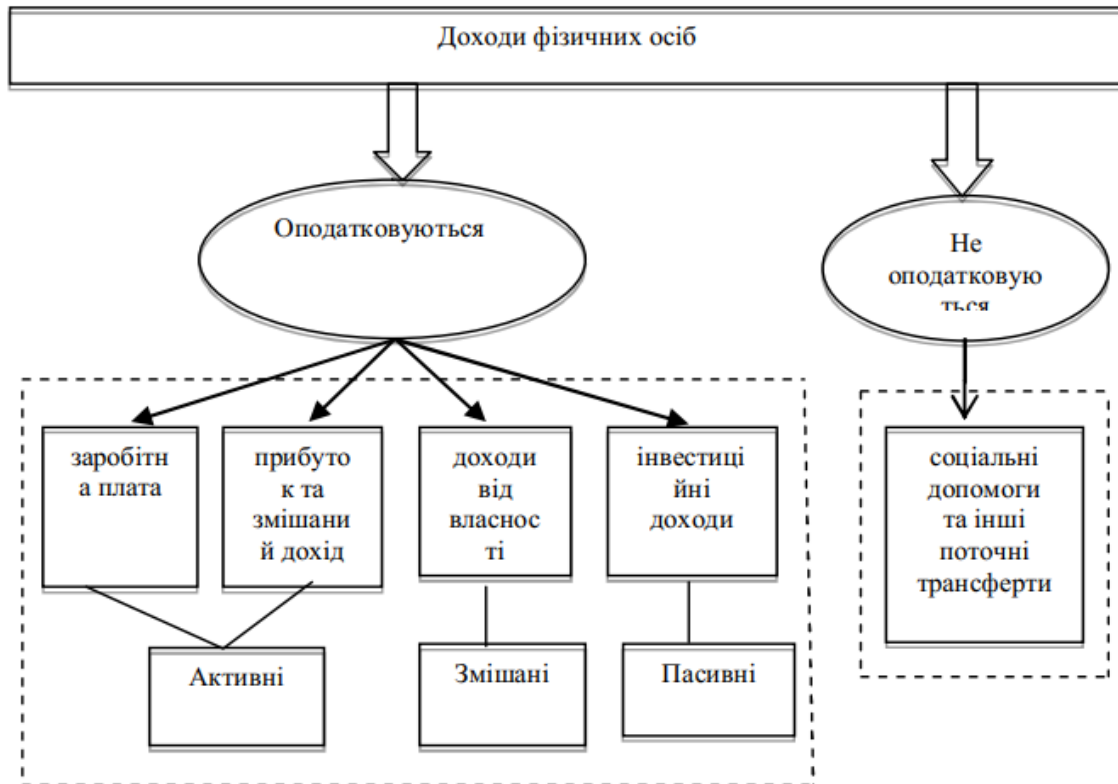 Доходи фізичних осіб
Оподатковуються
Не
оподатковую
ться
заробітн
а плата
прибуто
к та
змішани
й дохід
доходи
від
власнос
ті
інвестиці
йні
доходи
соціальні
допомоги
та інші
поточні
трансферти
Активні
Змішані
Пасивні